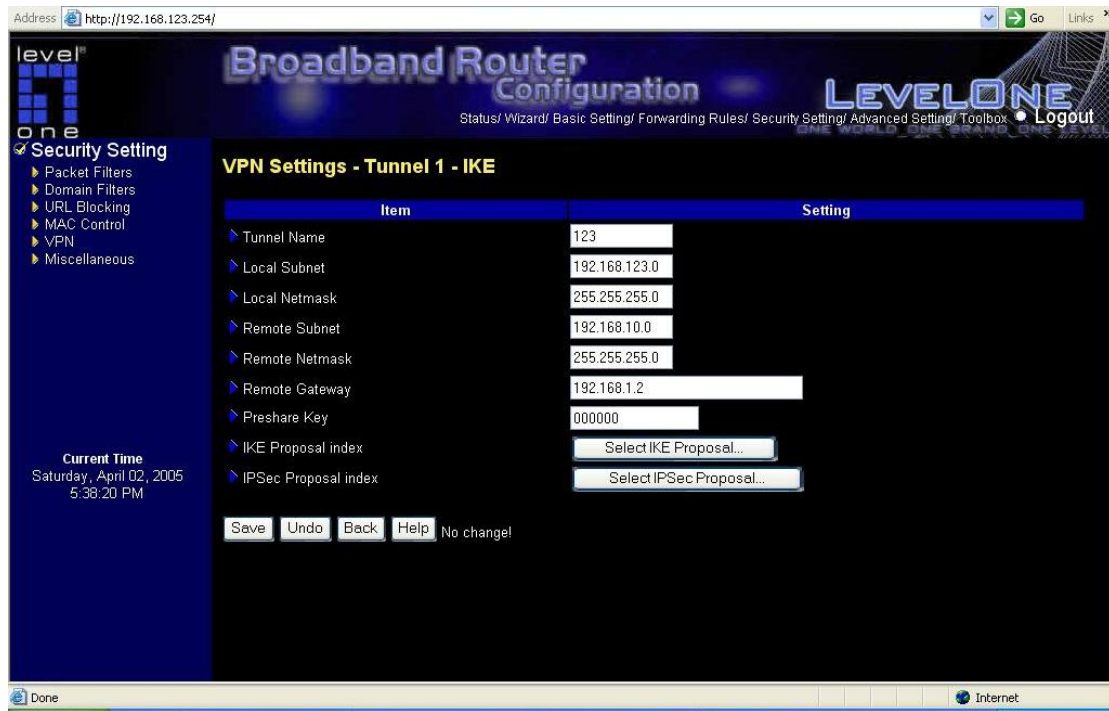 Address http://192.168.123.254/ Go Links
level one
Broadband Router
Configuration
LEVELONE
ONE WORLD_ONE BRAND_ONE LEVEL
Status/ Wizard/ Basic Setting/ Forwarding Rules/ Security Setting/ Advanced Setting/ Toolbox Logout
Security Setting
Packet Filters
Domain Filters
URL Blocking
MAC Control
VPN
Miscellaneous
Current Time
Saturday, April 02, 2005
5:38:20 PM
VPN Settings - Tunnel 1 - IKE
Item Setting
Tunnel Name 123
Local Subnet 192.168.123.0
Local Netmask 255.255.255.0
Remote Subnet 192.168.10.0
Remote Netmask 255.255.255.0
Remote Gateway 192.168.1.2
Preshare Key 000000
IKE Proposal index Select IKE Proposal...
IPSec Proposal index Select IPSec Proposal...
Save Undo Back Help No change!
Done Internet